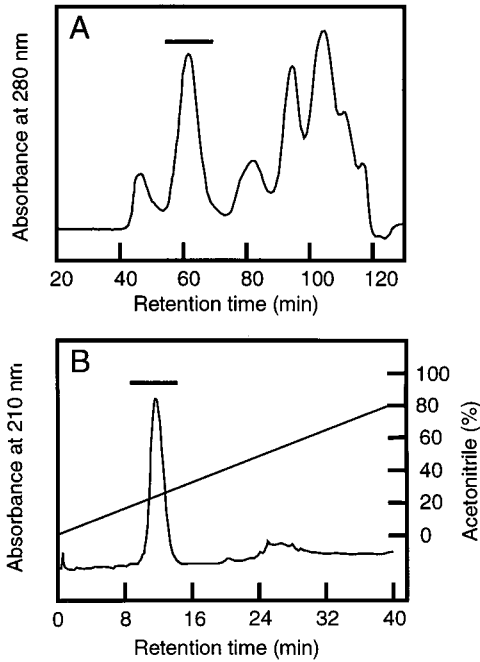 A
Absorbance at 280 nm
20 40 60 80 100 120
Retention time (min)
B
Absorbance at 210 nm
100
80
60
40
20
0
Acetonitrile (%)
0 8 16 24 32 40
Retention time (min)